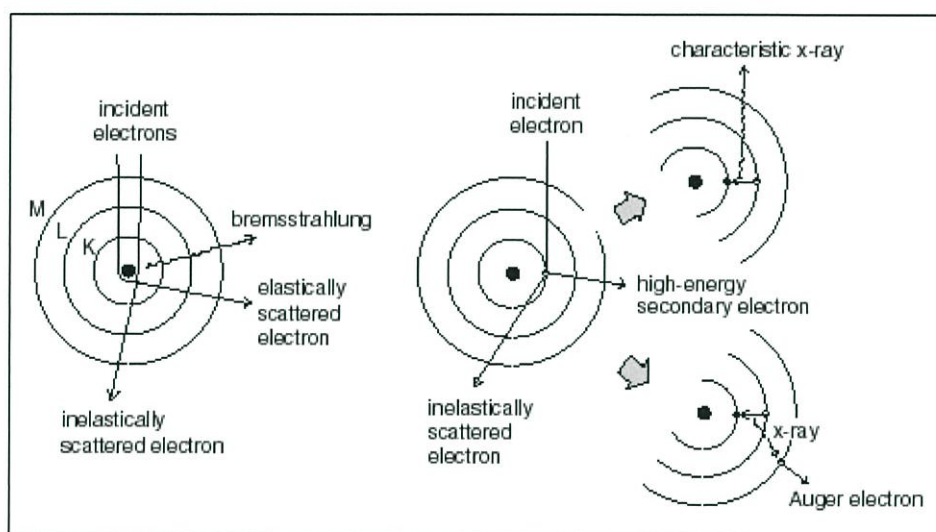 characteristic x-ray
incident
electrons
incident
electron
M
L
K
bremsstrahlung
elastically
scattered
electron
high-energy
secondary electron
inelastically
scattered electron
inelastically
scattered
electron
x-ray
Auger electron